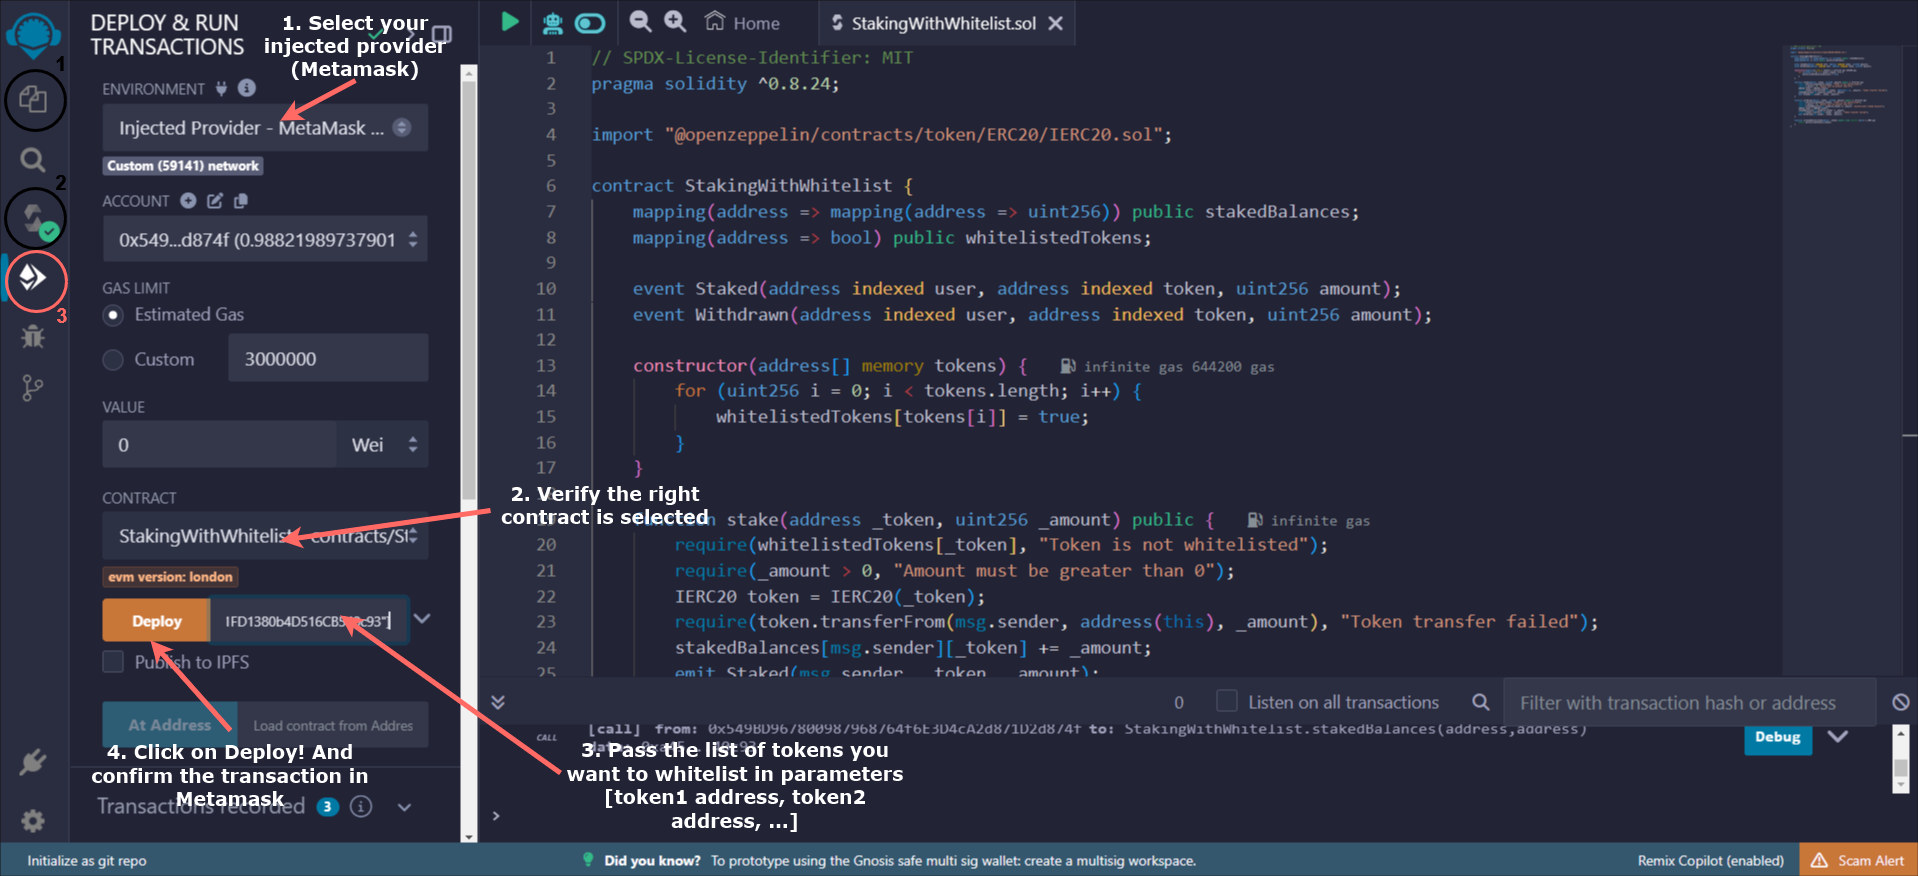 DEPLOY & RUN
TRANSACTIONS
1. Select your
injected provider
(Metamask)
1
2
3
ENVIRONMENT
Injected Provider - MetaMask ...
Custom (59141) network
ACCOUNT
0x549...d874f (0.98821989737901
GAS LIMIT
Estimated Gas
Custom
3000000
VALUE
0
Wei
CONTRACT
StakingWithWhitelist contracts/St
evm version: london
Deploy
Publish to IPFS
At Address
Load contract from Addres
4. Click on Deploy! And
confirm the transaction in
Metamask
Transactions recorded 3
2. Verify the right
contract is selected
3. Pass the list of tokens you
want to whitelist in parameters
[token1 address, token2
address, ...]
Home
StakingWithWhitelist.sol
1 // SPDX-License-Identifier: MIT
2 pragma solidity ^0.8.24;
3
4 import "@openzeppelin/contracts/token/ERC20/IERC20.sol";
5
6 contract StakingWithWhitelist {
7 mapping(address => mapping(address => uint256)) public stakedBalances;
8 mapping(address => bool) public whitelistedTokens;
9
10 event Staked(address indexed user, address indexed token, uint256 amount);
11 event Withdrawn(address indexed user, address indexed token, uint256 amount);
12
13 constructor(address[] memory tokens) { infinite gas 644200 gas
14 for (uint256 i = 0; i < tokens.length; i++) {
15 whitelistedTokens[tokens[i]] = true;
16 }
17 }
stake(address _token, uint256 _amount) public { infinite gas
20 require(whitelistedTokens[_token], "Token is not whitelisted");
21 require(_amount > 0, "Amount must be greater than 0");
22 IERC20 token = IERC20(_token);
23 require(token.transferFrom(msg.sender, address(this), _amount), "Token transfer failed");
24 stakedBalances[msg.sender][_token] += _amount;
25 emit Staked(msg.sender, _token, _amount);
0
Listen on all transactions
Filter with transaction hash or address
CALL
[call] from: 0x549BD96780098796876​4f6E3D4cA2d871D2d874f to: StakingWithWhitelist.stakedBalances(address,address)
Debug
>
Initialize as git repo
Did you know? To prototype using the Gnosis safe multi sig wallet: create a multisig workspace.
Remix Copilot (enabled)
Scam Alert